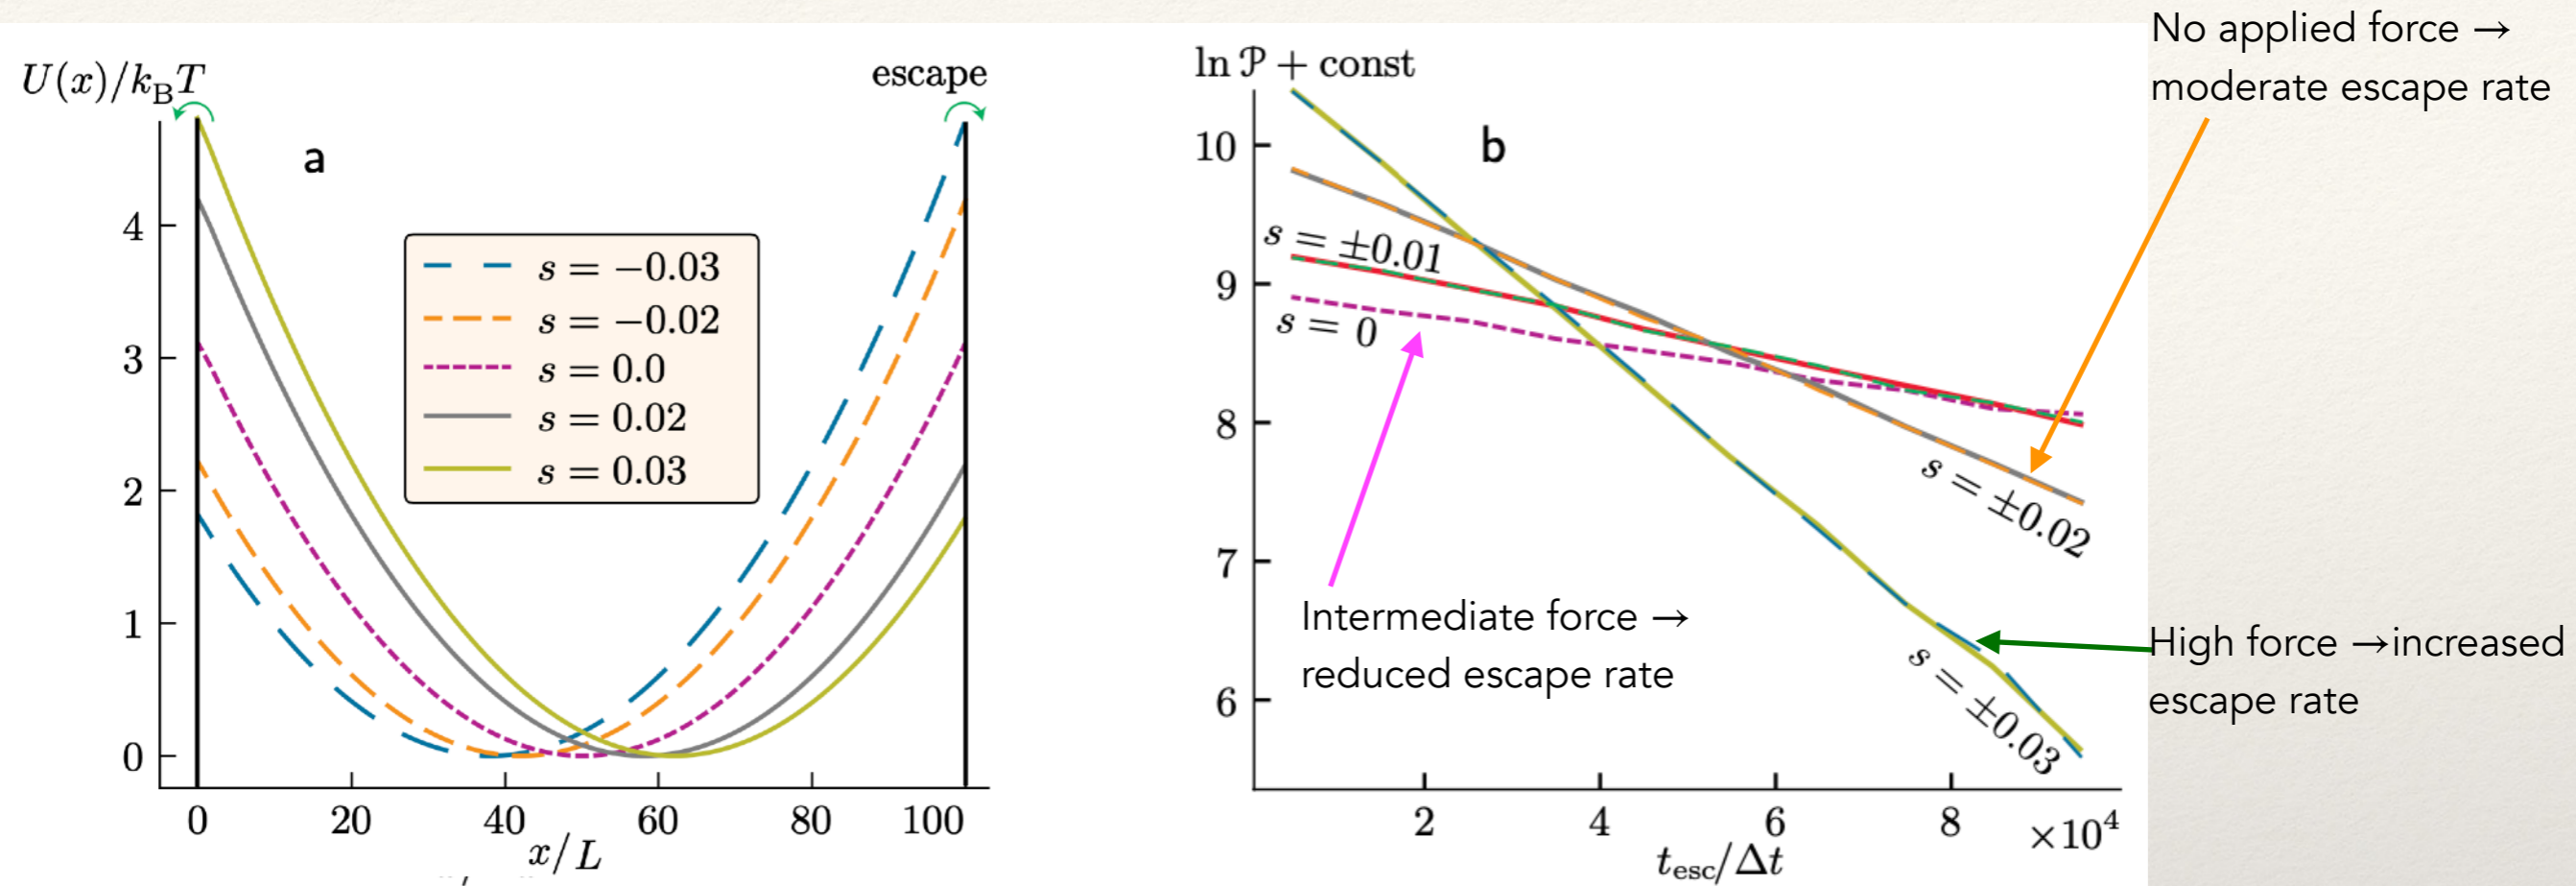 U(x)/k_BT
escape
a
4
3
2
1
0
s = −0.03
s = −0.02
s = 0.0
s = 0.02
s = 0.03
0 20 40 60 80 100
x/L
ln 𝒫 + const
b
10
9
8
7
6
s = ±0.01
s = 0
s = ±0.02
s = ±0.03
2 4 6 8 ×10⁴
t_esc/Δt
No applied force →
moderate escape rate
Intermediate force →
reduced escape rate
High force →increased
escape rate